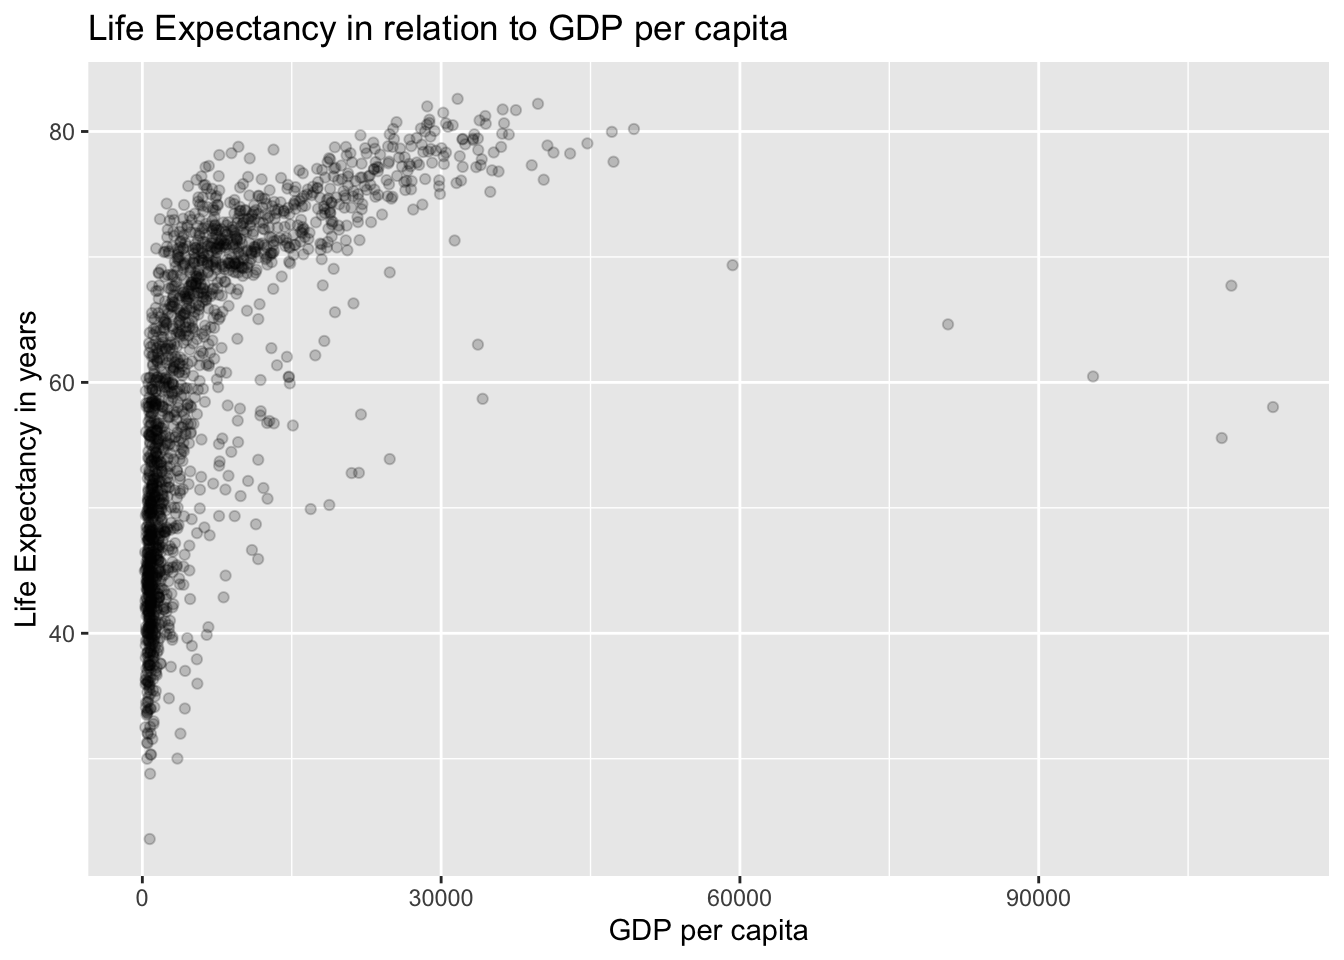 Life Expectancy in relation to GDP per capita
Life Expectancy in years
80
60
40
0 30000 60000 90000
GDP per capita